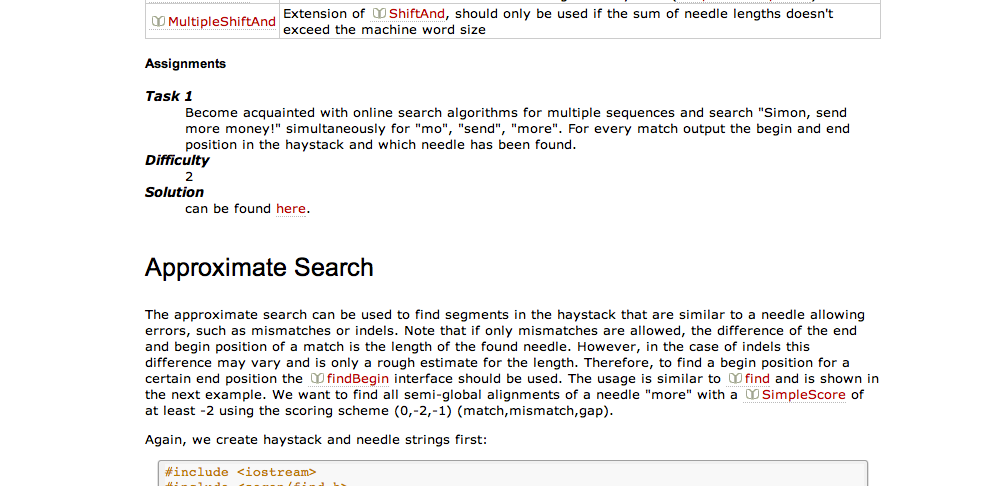 MultipleShiftAnd Extension of ShiftAnd, should only be used if the sum of needle lengths doesn't
exceed the machine word size
Assignments
Task 1
Become acquainted with online search algorithms for multiple sequences and search "Simon, send
more money!" simultaneously for "mo", "send", "more". For every match output the begin and end
position in the haystack and which needle has been found.
Difficulty
2
Solution
can be found here.
Approximate Search
The approximate search can be used to find segments in the haystack that are similar to a needle allowing
errors, such as mismatches or indels. Note that if only mismatches are allowed, the difference of the end
and begin position of a match is the length of the found needle. However, in the case of indels this
difference may vary and is only a rough estimate for the length. Therefore, to find a begin position for a
certain end position the findBegin interface should be used. The usage is similar to find and is shown in
the next example. We want to find all semi-global alignments of a needle "more" with a SimpleScore of
at least -2 using the scoring scheme (0,-2,-1) (match,mismatch,gap).
Again, we create haystack and needle strings first:
#include <iostream>